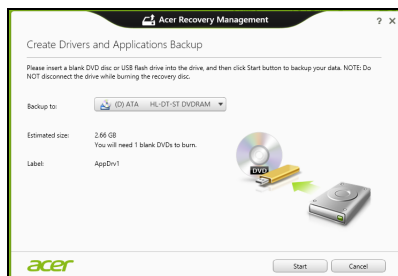 Acer Recovery Management
? ×
Create Drivers and Applications Backup
Please insert a blank DVD disc or USB flash drive into the drive, and then click Start button to backup your data. NOTE: Do
NOT disconnect the drive while burning the recovery disc.
Backup to: (D) ATA HL-DT-ST DVDRAM
Estimated size: 2.66 GB
You will need 1 blank DVDs to burn.
Label: AppDrv1
DVD
acer
Start Cancel